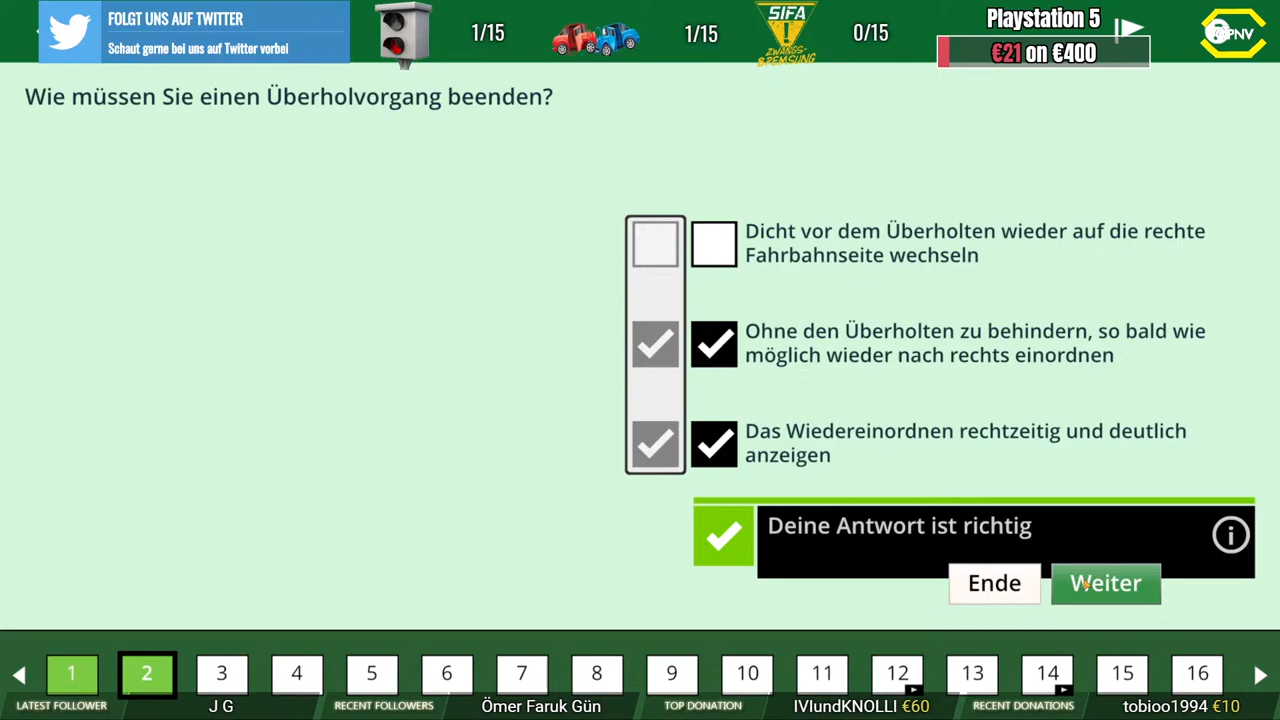 FOLGT UNS AUF TWITTER
Schaut gerne bei uns auf Twitter vorbei
1/15
1/15
SIFA
!
ZWANGS-
BREMSUNG
0/15
Playstation 5
€21 on €400
ÖPNV
Wie müssen Sie einen Überholvorgang beenden?
Dicht vor dem Überholten wieder auf die rechte
Fahrbahnseite wechseln
Ohne den Überholten zu behindern, so bald wie
möglich wieder nach rechts einordnen
Das Wiedereinordnen rechtzeitig und deutlich
anzeigen
Deine Antwort ist richtig
Ende
Weiter
1 2 3 4 5 6 7 8 9 10 11 12 13 14 15 16
LATEST FOLLOWER J G RECENT FOLLOWERS Ömer Faruk Gün TOP DONATION IVIundKNOLLI €60 RECENT DONATIONS tobioo1994 €10